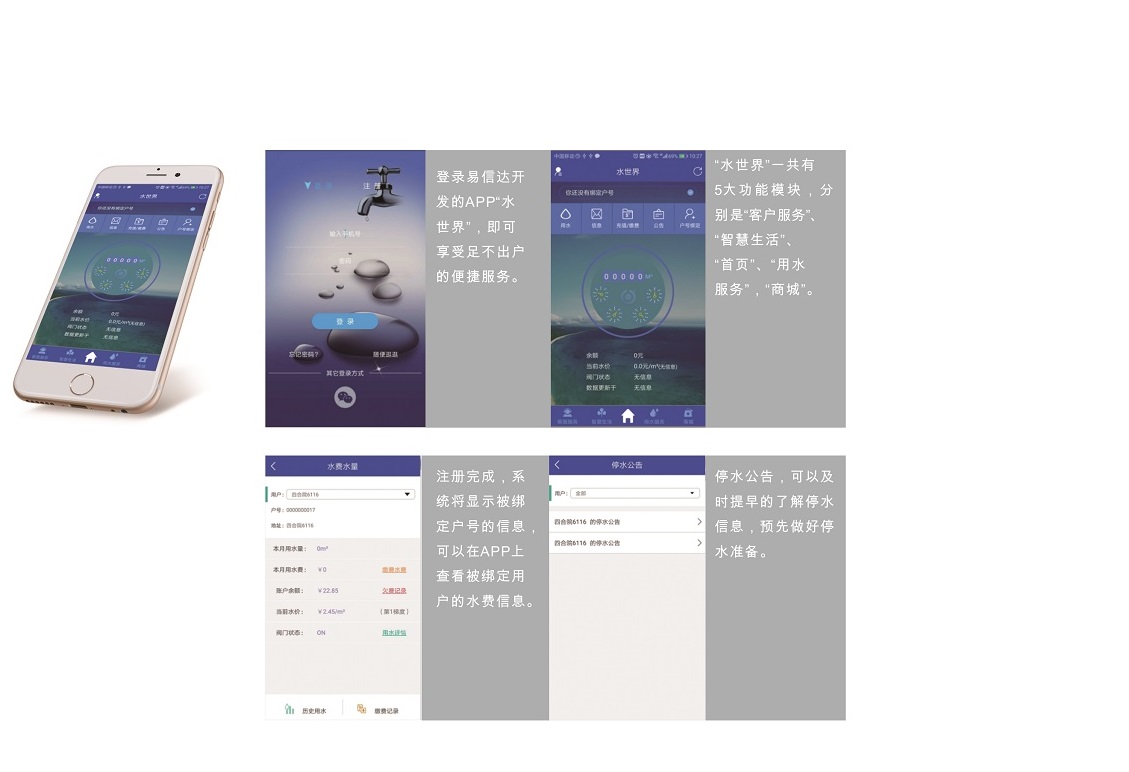 水世界
你还没有绑定户号
用水
信息
充值/缴费
公告
户号绑定
00000 M³
余额 0元
当前水价 0.0元/m³(无信息)
阀门状态 无信息
数据更新于 无信息
注册
输入手机号
密码
登录
忘记密码?
随便逛逛
其它登录方式
登录易信达开
发的APP“水
世界”，即可
享受足不出户
的便捷服务。
中国移动
89%
10:27
水世界
你还没有绑定户号
用水
信息
充值/缴费
公告
户号绑定
00000 M³
余额 0元
当前水价 0.0元/m³(无信息)
阀门状态 无信息
数据更新于 无信息
客服服务
智慧生活
用水服务
商城
“水世界”一共有
5大功能模块，分
别是“客户服务”、
“智慧生活”、
“首页”、“用水
服务”，“商城”。
水费水量
用户： 四合院6116
户号：0000000017
地址：四合院6116
本月用水量： 0m³
本月用水费： ￥0 缴费水费
账户余额： ￥22.85 欠费记录
当前水价： ￥2.45/m³ （第1梯度）
阀门状态： ON 用水评估
历史用水
缴费记录
注册完成，系
统将显示被绑
定户号的信息，
可以在APP上
查看被绑定用
户的水费信息。
停水公告
用户： 全部
四合院6116 的停水公告
四合院6116 的停水公告
停水公告，可以及
时提早的了解停水
信息，预先做好停
水准备。